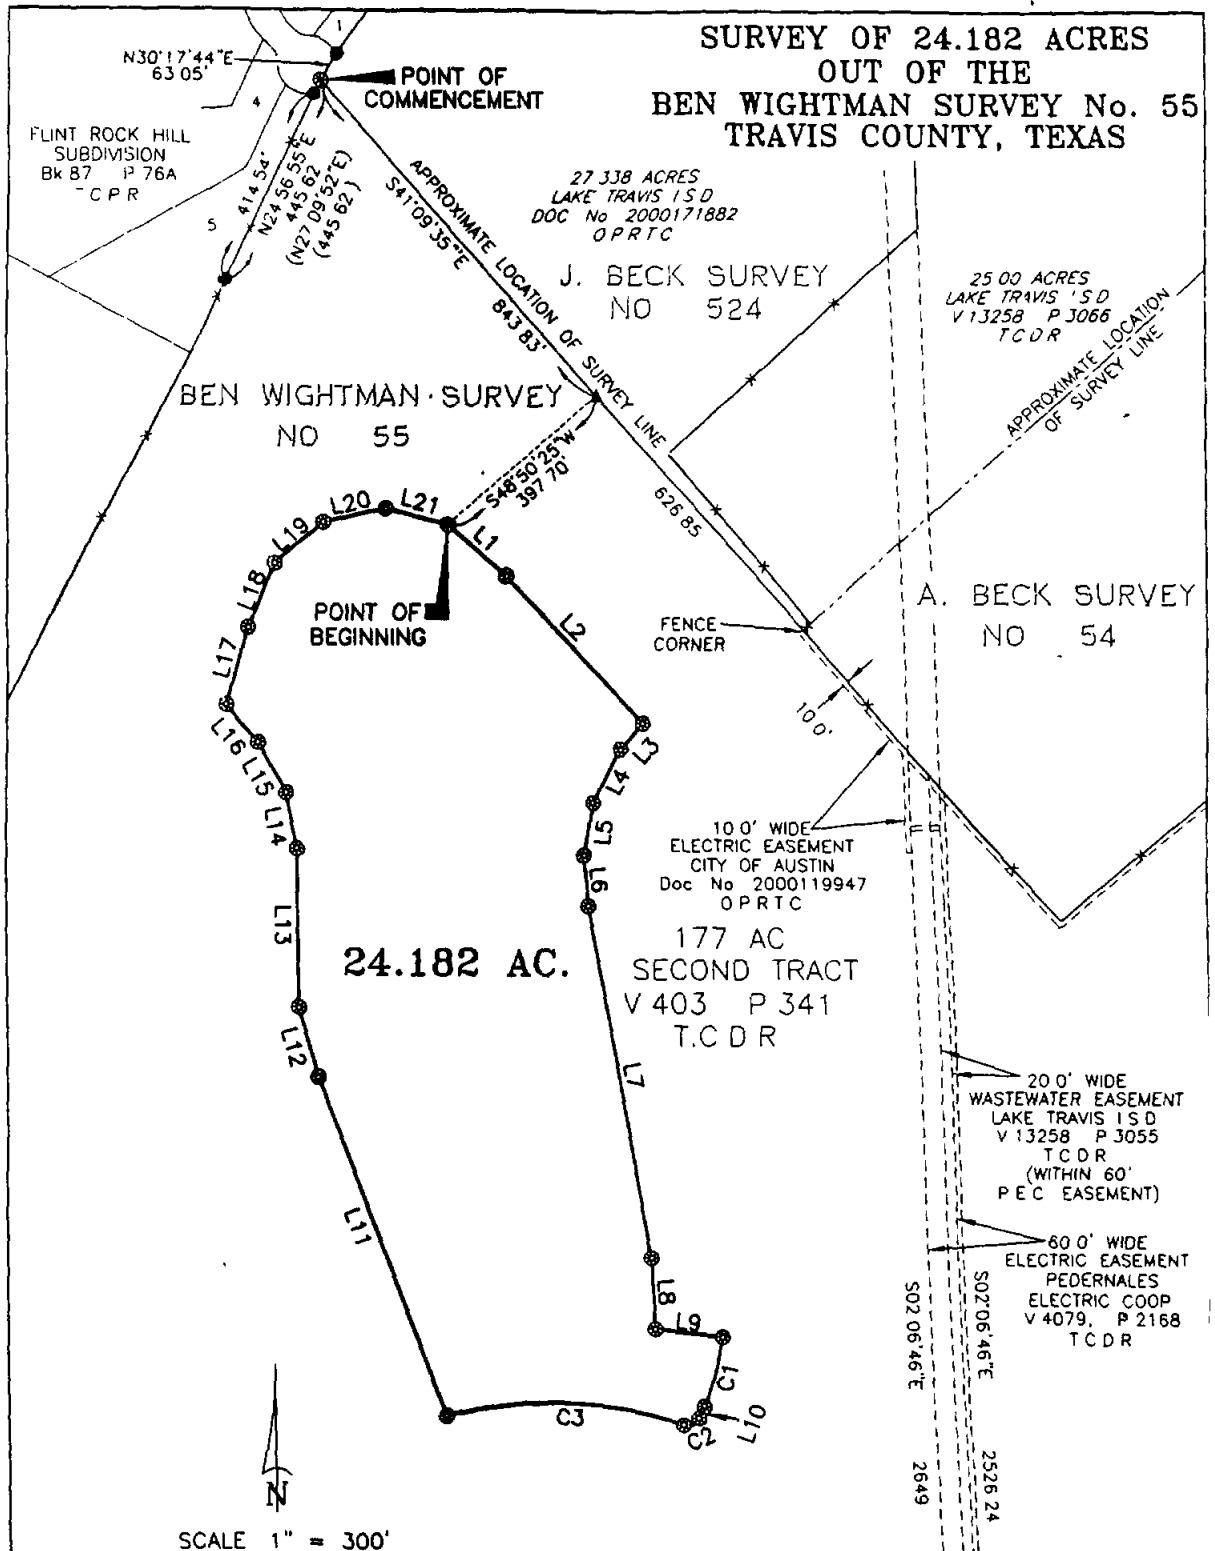 SURVEY OF 24.182 ACRES
OUT OF THE
BEN WIGHTMAN SURVEY No. 55
TRAVIS COUNTY, TEXAS
1
N30°17'44"E
63 05'
POINT OF
COMMENCEMENT
4
FLINT ROCK HILL
SUBDIVISION
Bk 87 P 76A
T C P R
5
414 54'
N24 56 55"E
445 62
(N27 09'52"E)
(445 62')
APPROXIMATE LOCATION OF SURVEY LINE
S41°09'35"E
843 83'
27 338 ACRES
LAKE TRAVIS I S D
DOC No 2000171882
O P R T C
J. BECK SURVEY
NO 524
25 00 ACRES
LAKE TRAVIS I S D
V 13258 P 3066
T C D R
APPROXIMATE LOCATION
OF SURVEY LINE
BEN WIGHTMAN SURVEY
NO 55
S48°50'25"W
397 70'
626 85
L21
L20
L19
L18
L17
L1
L2
POINT OF
BEGINNING
FENCE
CORNER
A. BECK SURVEY
NO 54
10 0'
L16
L15
L14
L13
L12
L11
L3
L4
L5
L6
L7
10 0' WIDE
ELECTRIC EASEMENT
CITY OF AUSTIN
Doc No 2000119947
O P R T C
24.182 AC.
177 AC
SECOND TRACT
V 403 P 341
T.C D R
20 0' WIDE
WASTEWATER EASEMENT
LAKE TRAVIS I S D
V 13258 P 3055
T C D R
(WITHIN 60'
P E C EASEMENT)
60 0' WIDE
ELECTRIC EASEMENT
PEDERNALES
ELECTRIC COOP
V 4079, P 2168
T C D R
L8
L9
C1
L10
C2
C3
S02 06'46"E
2649
S02°06'46"E
2526 24
N
SCALE 1" = 300'